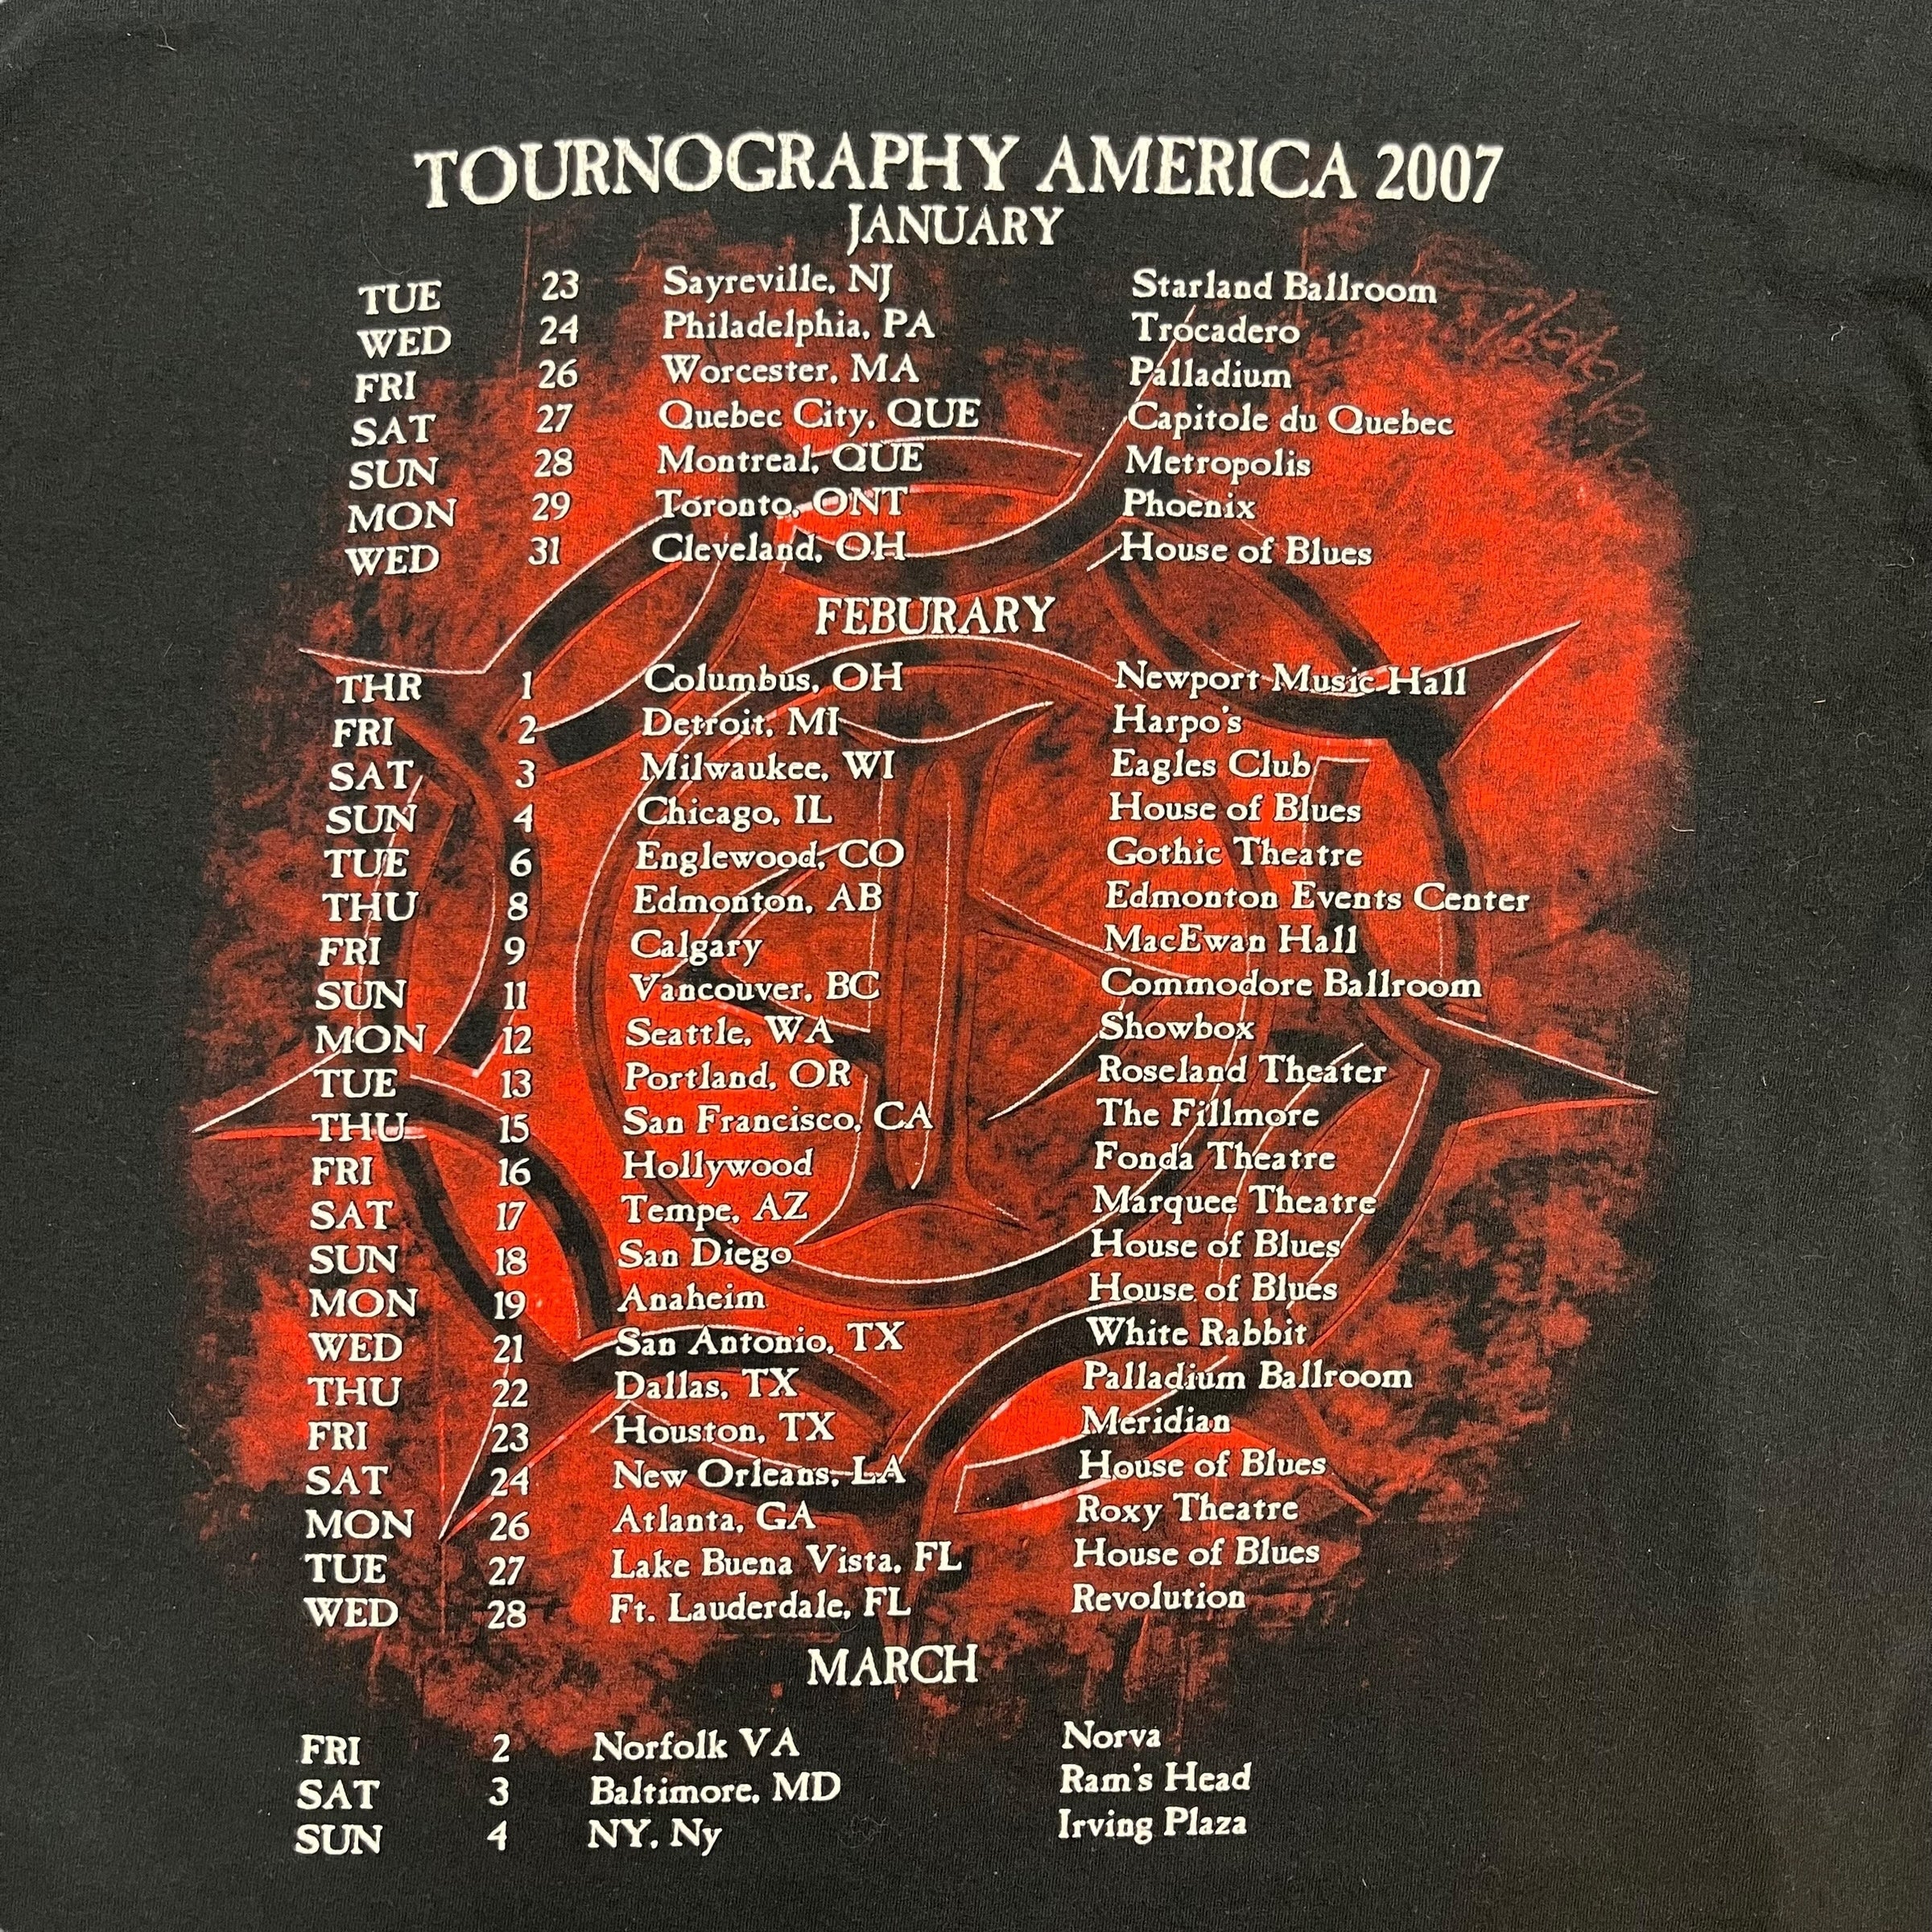 TOURNOGRAPHY AMERICA 2007
JANUARY
TUE 23 Sayreville, NJ Starland Ballroom
WED 24 Philadelphia, PA Trocadero
FRI 26 Worcester, MA Palladium
SAT 27 Quebec City, QUE Capitole du Quebec
SUN 28 Montreal, QUE Metropolis
MON 29 Toronto, ONT Phoenix
WED 31 Cleveland, OH House of Blues
FEBURARY
THR 1 Columbus, OH Newport Music Hall
FRI 2 Detroit, MI Harpo's
SAT 3 Milwaukee, WI Eagles Club
SUN 4 Chicago, IL House of Blues
TUE 6 Englewood, CO Gothic Theatre
THU 8 Edmonton, AB Edmonton Events Center
FRI 9 Calgary MacEwan Hall
SUN 11 Vancouver, BC Commodore Ballroom
MON 12 Seattle, WA Showbox
TUE 13 Portland, OR Roseland Theater
THU 15 San Francisco, CA The Fillmore
FRI 16 Hollywood Fonda Theatre
SAT 17 Tempe, AZ Marquee Theatre
SUN 18 San Diego House of Blues
MON 19 Anaheim House of Blues
WED 21 San Antonio, TX White Rabbit
THU 22 Dallas, TX Palladium Ballroom
FRI 23 Houston, TX Meridian
SAT 24 New Orleans, LA House of Blues
MON 26 Atlanta, GA Roxy Theatre
TUE 27 Lake Buena Vista, FL House of Blues
WED 28 Ft. Lauderdale, FL Revolution
MARCH
FRI 2 Norfolk VA Norva
SAT 3 Baltimore, MD Ram's Head
SUN 4 NY, Ny Irving Plaza